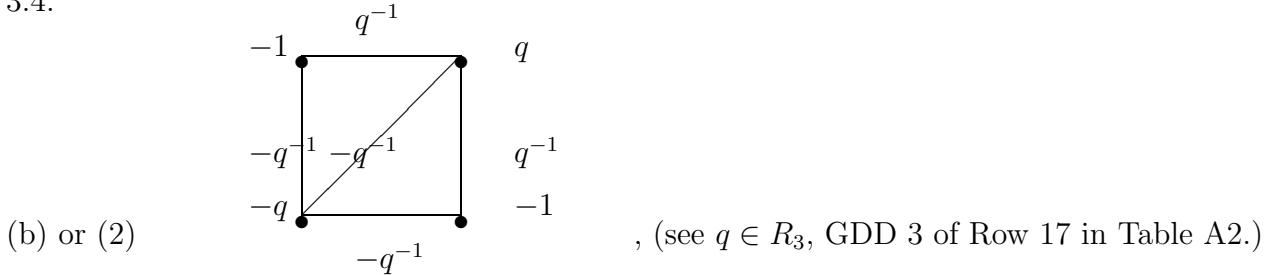 3.4.
q^{-1}
−1 q
−q^{-1} −q^{-1} q^{-1}
−q −1
(b) or (2) , (see q ∈ R_3, GDD 3 of Row 17 in Table A2.)
−q^{-1}